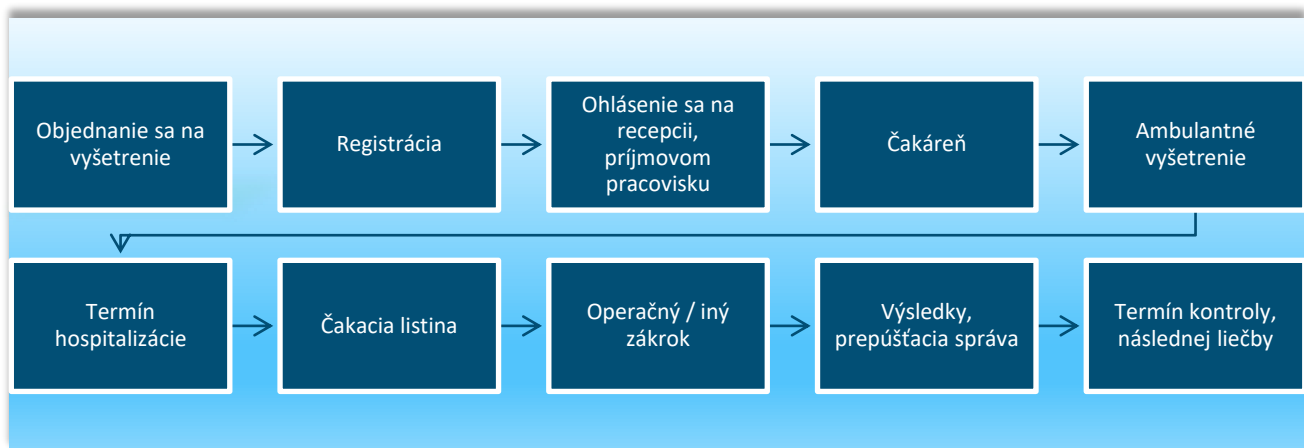 Objednanie sa na
vyšetrenie
Registrácia
Ohlásenie sa na
recepcii,
príjmovom
pracovisku
Čakáreň
Ambulantné
vyšetrenie
Termín
hospitalizácie
Čakacia listina
Operačný / iný
zákrok
Výsledky,
prepúšťacia správa
Termín kontroly,
následnej liečby